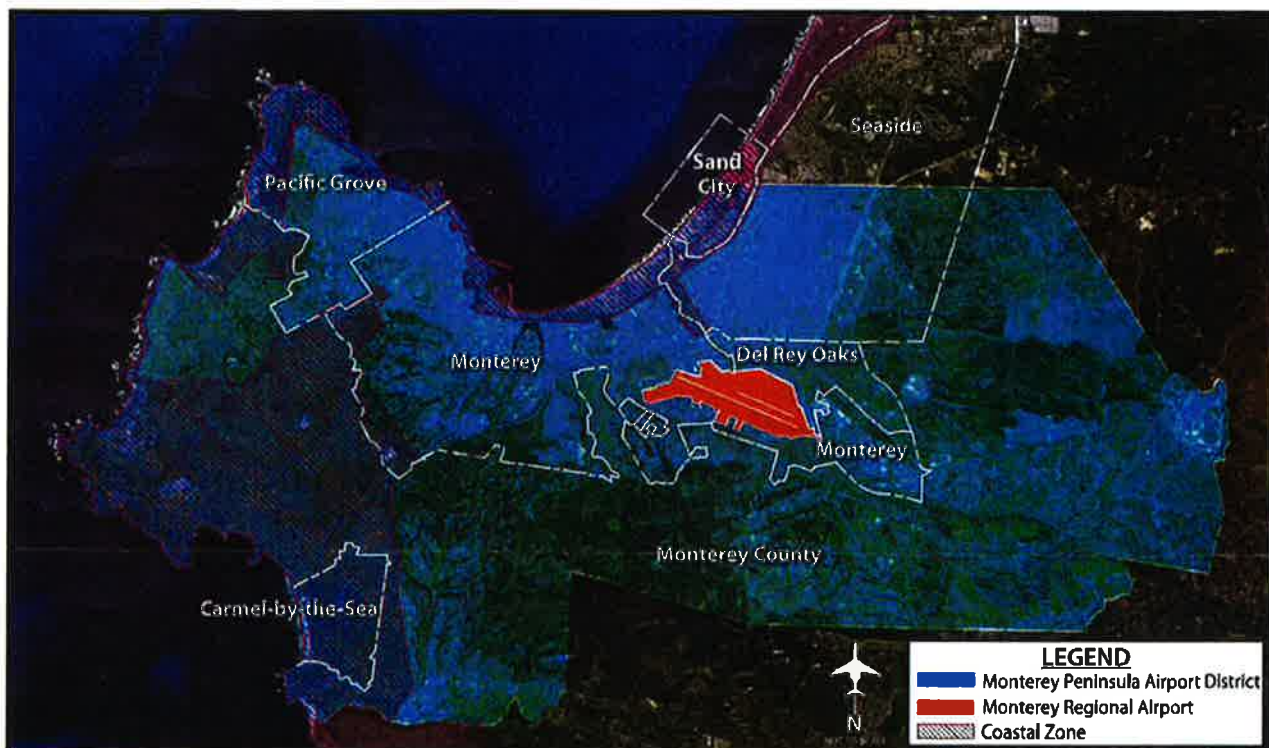 Seaside
Sand
City
Pacific Grove
Monterey
Del Rey Oaks
Monterey
Monterey County
Carmel-by-the-Sea
N
LEGEND
Monterey Peninsula Airport District
Monterey Regional Airport
Coastal Zone